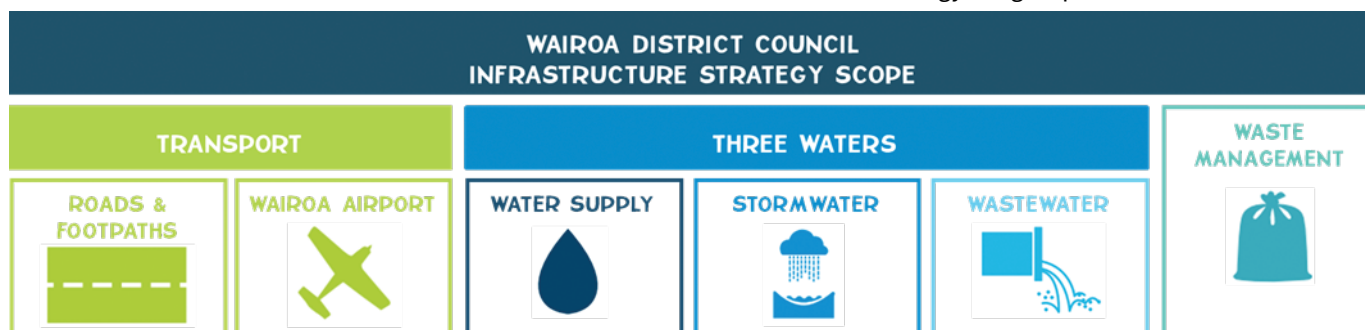 WAIROA DISTRICT COUNCIL
INFRASTRUCTURE STRATEGY SCOPE
TRANSPORT
THREE WATERS
WASTE
MANAGEMENT
ROADS &
FOOTPATHS
WAIROA AIRPORT
WATER SUPPLY
STORMWATER
WASTEWATER